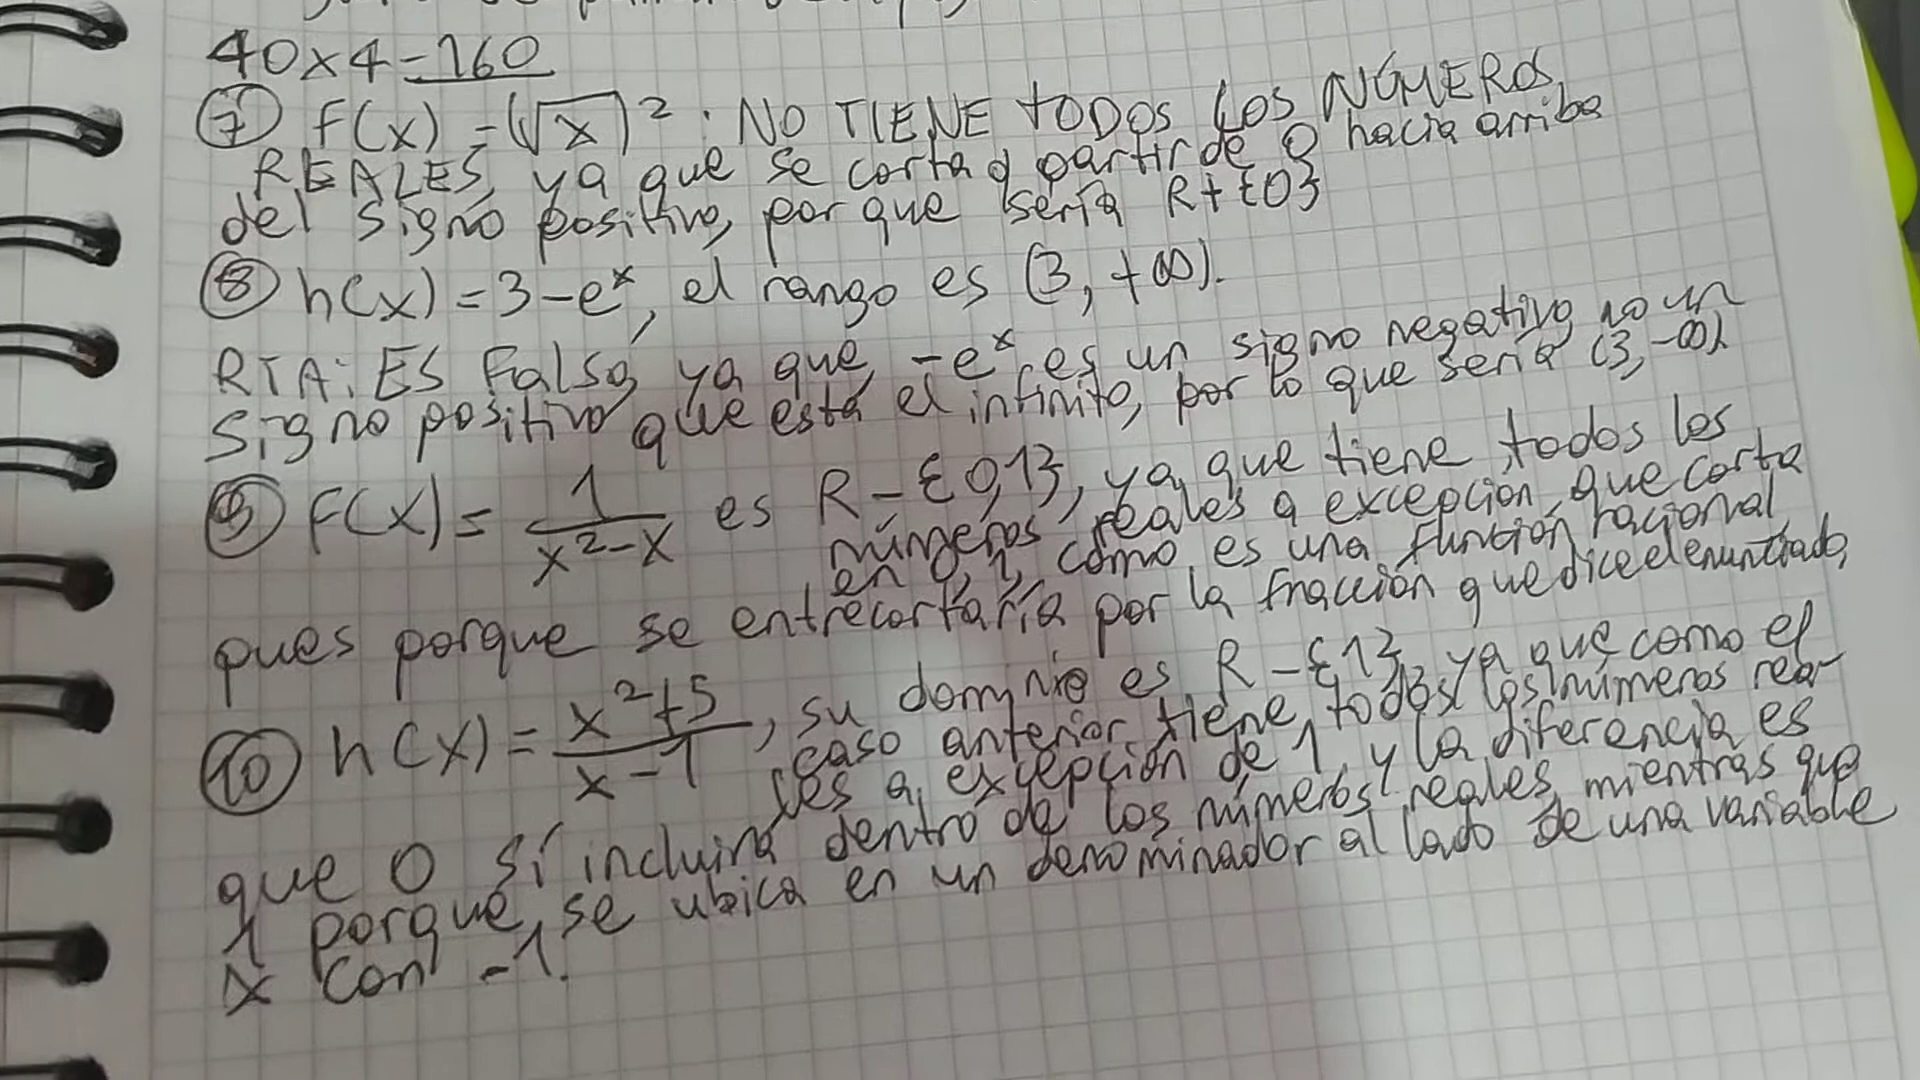 40x4=160
⑦ f(x) = (√x)². NO TIENE TODOS LOS NÚMEROS
REALES, ya que se corta a partir de 0 hacia arriba
del signo positivo, por que sería R+{0}
⑧ h(x) = 3-eˣ, el rango es (3, +∞).
RTA: ES Falso, ya que, -eˣ es un signo negativo no un
signo positivo que está el infinito, por lo que sería (3, -∞).
⑨ f(x) = 1/x²-x es R-{0,1}, ya que tiene todos los
números reales a excepción que corta
en 0, 1, como es una función racional,
pues porque se entrecortaría por la fracción que dice el enunciado,
⑩ h(x) = x²+5/x-1, su dominio es R-{1}, ya que como el
caso anterior tiene todos los números rea
les a excepción de 1, y la diferencia es
que 0 sí incluirá dentro de los números reales, mientras que
1 porque se ubica en un denominador al lado de una variable
x con -1.